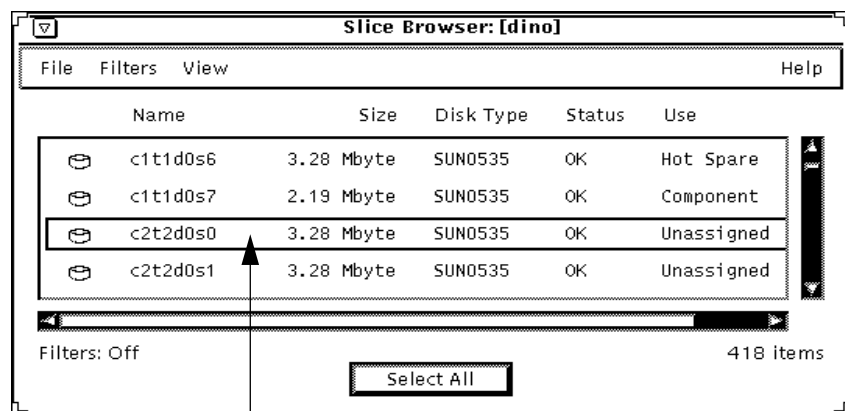 Slice Browser: [dino]
File Filters View Help
Name Size Disk Type Status Use
c1t1d0s6 3.28 Mbyte SUN0535 OK Hot Spare
c1t1d0s7 2.19 Mbyte SUN0535 OK Component
c2t2d0s0 3.28 Mbyte SUN0535 OK Unassigned
c2t2d0s1 3.28 Mbyte SUN0535 OK Unassigned
Filters: Off 418 items
Select All